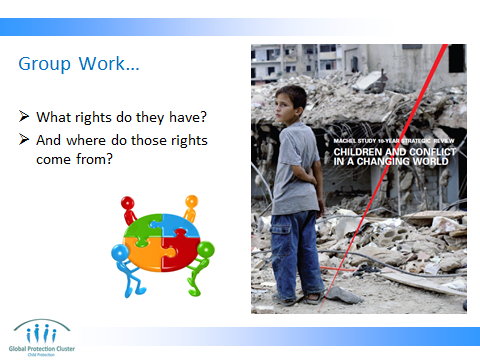 Group Work…
➢ What rights do they have?
➢ And where do those rights
come from?
MACHEL STUDY 10-YEAR STRATEGIC REVIEW
CHILDREN AND CONFLICT
IN A CHANGING WORLD
Global Protection Cluster
Child Protection